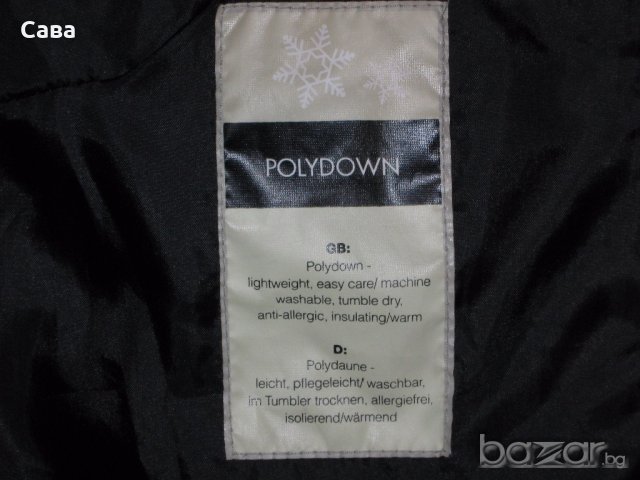 Сава
POLYDOWN
GB:
Polydown -
lightweight, easy care/ machine
washable, tumble dry,
anti-allergic, insulating/warm
D:
Polydaune -
leicht, pflegeleicht/ waschbar,
im Tumbler trocknen, allergiefrei,
isolierend/wärmend
bazar.bg